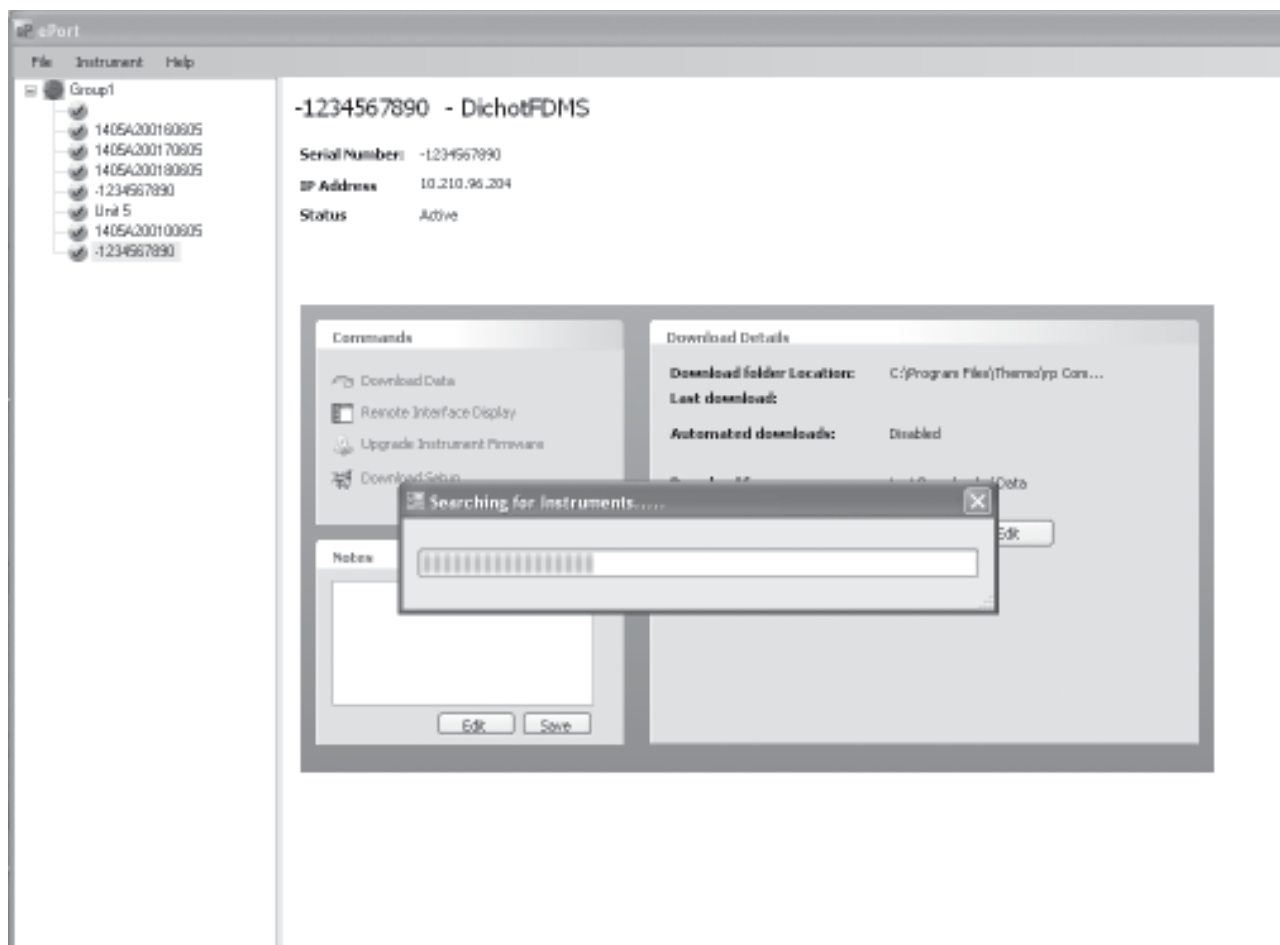 ePort
File Instrument Help
Group1
1405A200160605
1405A200170605
1405A200180605
-1234567890
Unit 5
1405A200100605
-1234567890
-1234567890 - DichotFDMS
Serial Number: -1234567890
IP Address 10.210.96.204
Status Active
Commands
Download Data
Remote Interface Display
Upgrade Instrument Firmware
Download Setup
Notes
Edit Save
Download Details
Download folder Location: C:\Program Files\Thermo\rp Com...
Last download:
Automated downloads: Disabled
Data
Edit
Searching for Instruments.....